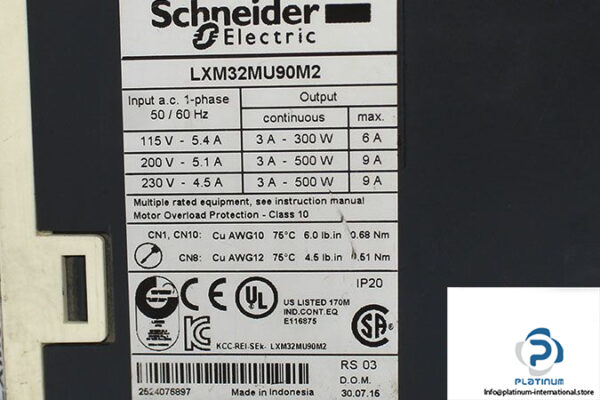 Schneider
Electric
LXM32MU90M2
Input a.c. 1-phase
50 / 60 Hz
Output
continuous max.
115 V - 5.4 A 3 A - 300 W 6 A
200 V - 5.1 A 3 A - 500 W 9 A
230 V - 4.5 A 3 A - 500 W 9 A
Multiple rated equipment, see instruction manual
Motor Overload Protection - Class 10
CN1, CN10: Cu AWG10 75°C 6.0 lb.in 0.68 Nm
CN8: Cu AWG12 75°C 4.5 lb.in 0.51 Nm
IP20
CE
UL
US LISTED 170M
IND.CONT.EQ
E116875
SA
KCC-REI-SEk- LXM32MU90M2
RS 03
D.O.M.
2524076897 Made in Indonesia 30.07.16
PLATINUM
Info@platinum-international.store